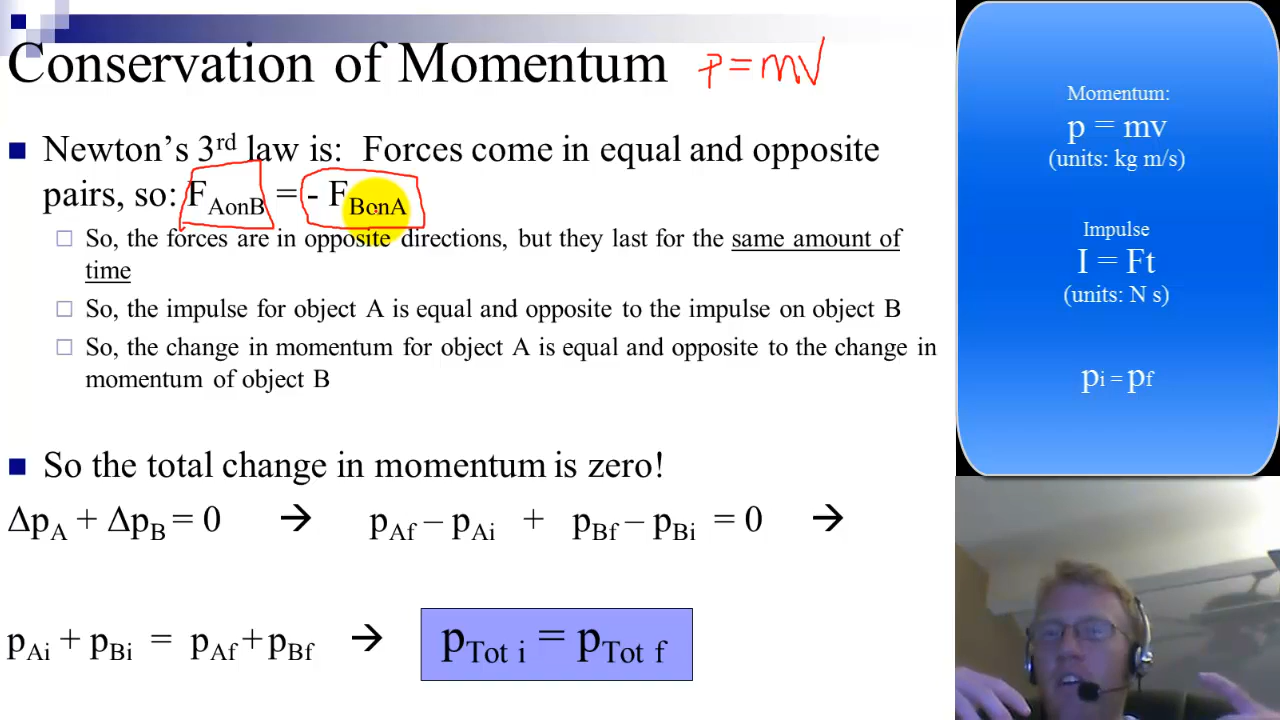 Conservation of Momentum p = mv
Newton's 3rd law is: Forces come in equal and opposite
pairs, so: FAonB = - FBonA
So, the forces are in opposite directions, but they last for the same amount of
time
So, the impulse for object A is equal and opposite to the impulse on object B
So, the change in momentum for object A is equal and opposite to the change in
momentum of object B
So the total change in momentum is zero!
ΔpA + ΔpB = 0 → pAf – pAi + pBf – pBi = 0 →
pAi + pBi = pAf + pBf → pTot i = pTot f
Momentum:
p = mv
(units: kg m/s)
Impulse
I = Ft
(units: N s)
pi = pf